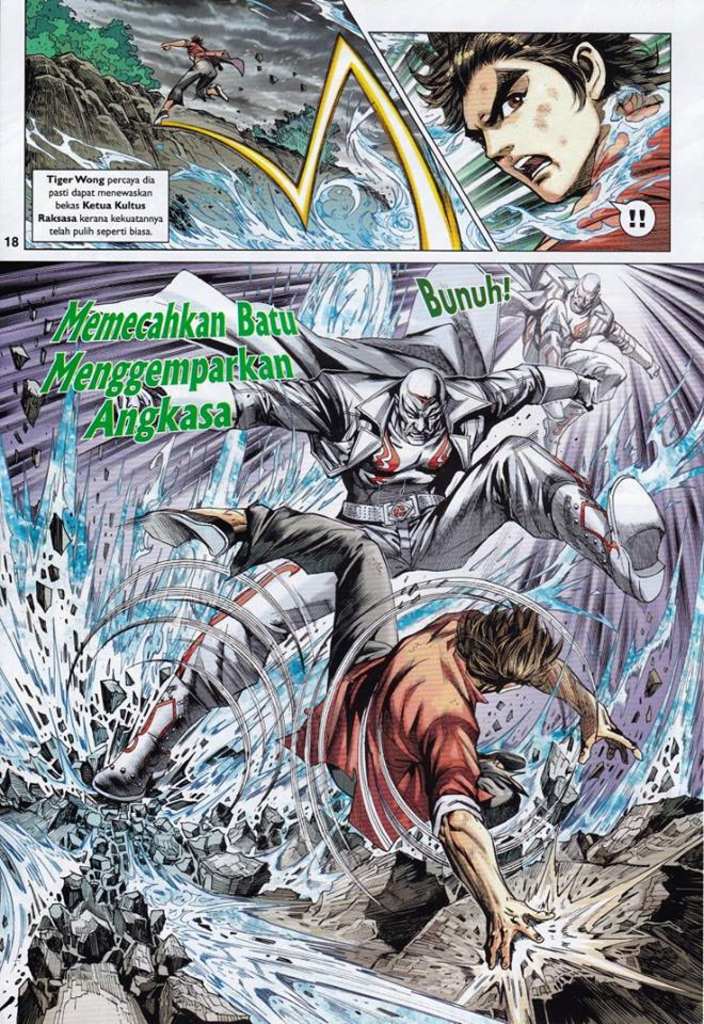 Tiger Wong percaya dia
pasti dapat menewaskan
bekas Ketua Kultus
Raksasa kerana kekuatannya
telah pulih seperti biasa.
!!
18
Memecahkan Batu
Menggemparkan
Angkasa
Bunuh!